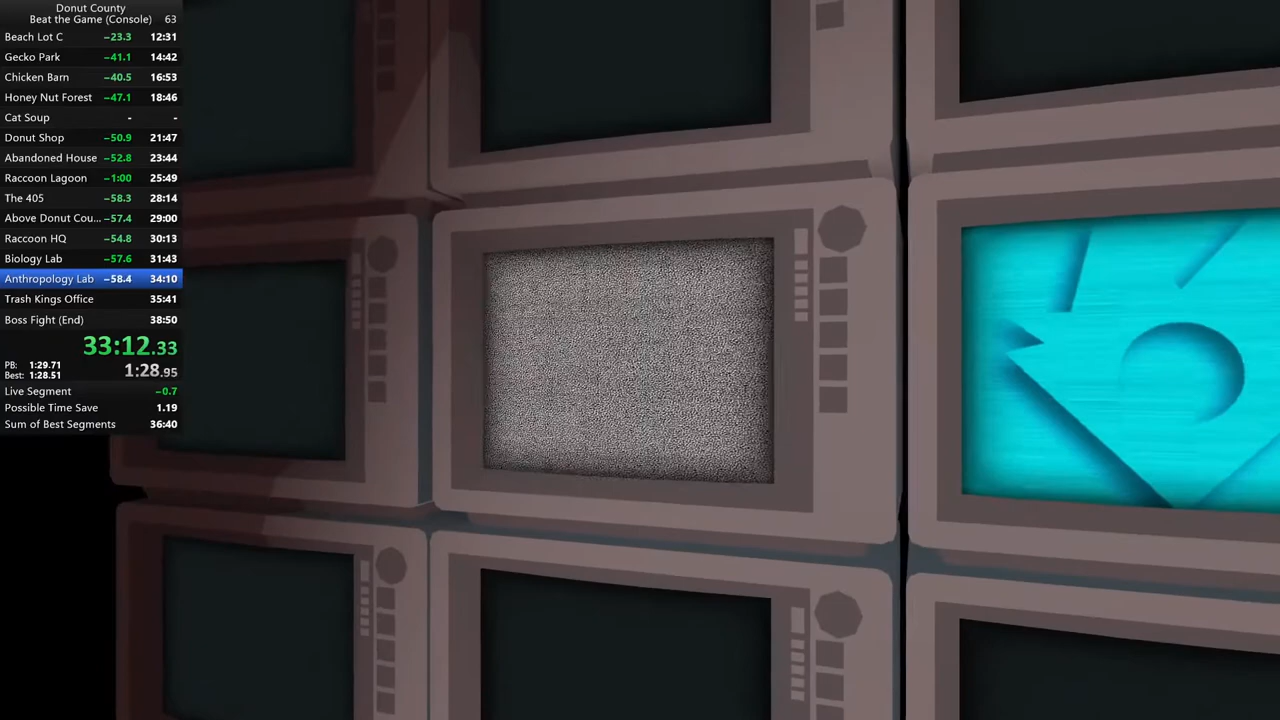 Donut County
Beat the Game (Console) 63
Beach Lot C -23.3 12:31
Gecko Park -41.1 14:42
Chicken Barn -40.5 16:53
Honey Nut Forest -47.1 18:46
Cat Soup - -
Donut Shop -50.9 21:47
Abandoned House -52.8 23:44
Raccoon Lagoon -1:00 25:49
The 405 -58.3 28:14
Above Donut Cou... -57.4 29:00
Raccoon HQ -54.8 30:13
Biology Lab -57.6 31:43
Anthropology Lab -58.4 34:10
Trash Kings Office 35:41
Boss Fight (End) 38:50
33:12.33
PB: 1:29.71
Best: 1:28.51 1:28.95
Live Segment -0.7
Possible Time Save 1.19
Sum of Best Segments 36:40